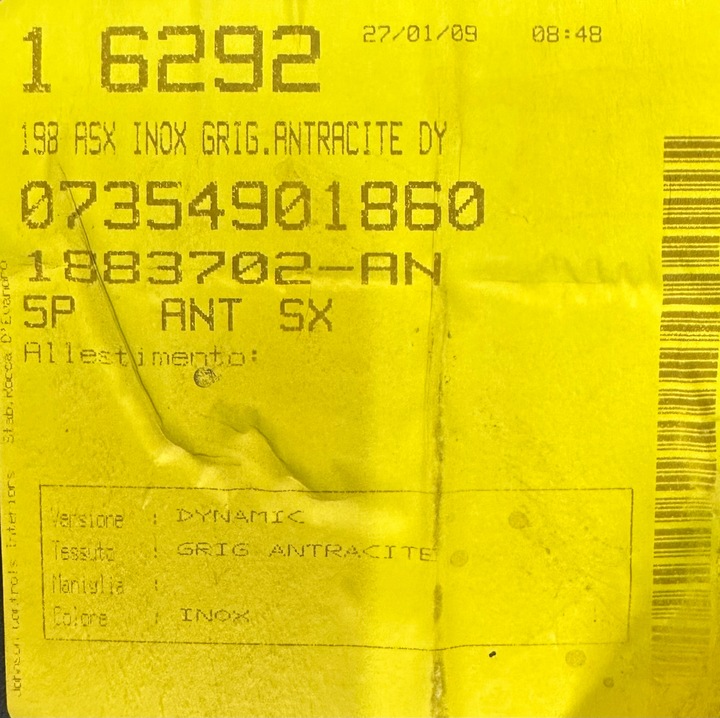 1 6292 27/01/09 08:48
198 ASX INOX GRIG.ANTRACITE DY
07354901860
1883702-AN
SP ANT SX
Allestimento:
Versione : DYNAMIC
Tessuto : GRIG ANTRACITE
Maniglia :
Colore : INOX
Johnson Controls Interiors Stab.Rocca D'Evandro